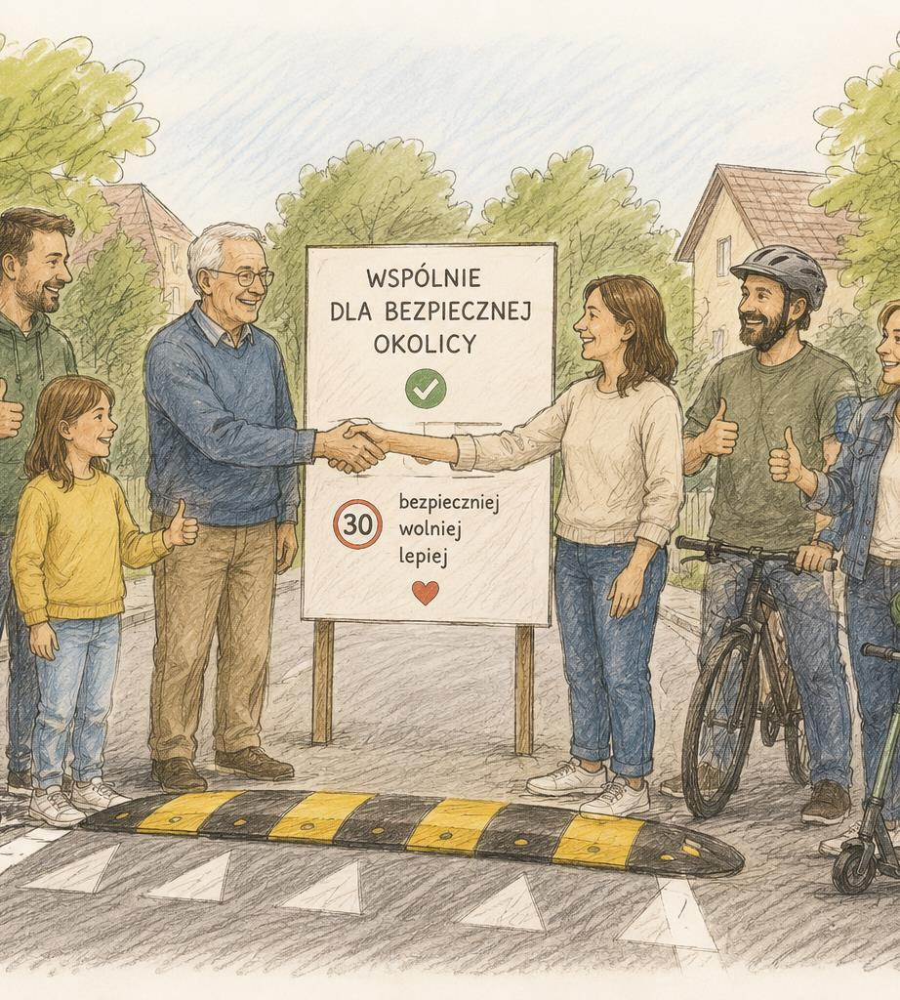 WSPÓLNIE
DLA BEZPIECZNEJ
OKOLICY
30
bezpieczniej
wolniej
lepiej